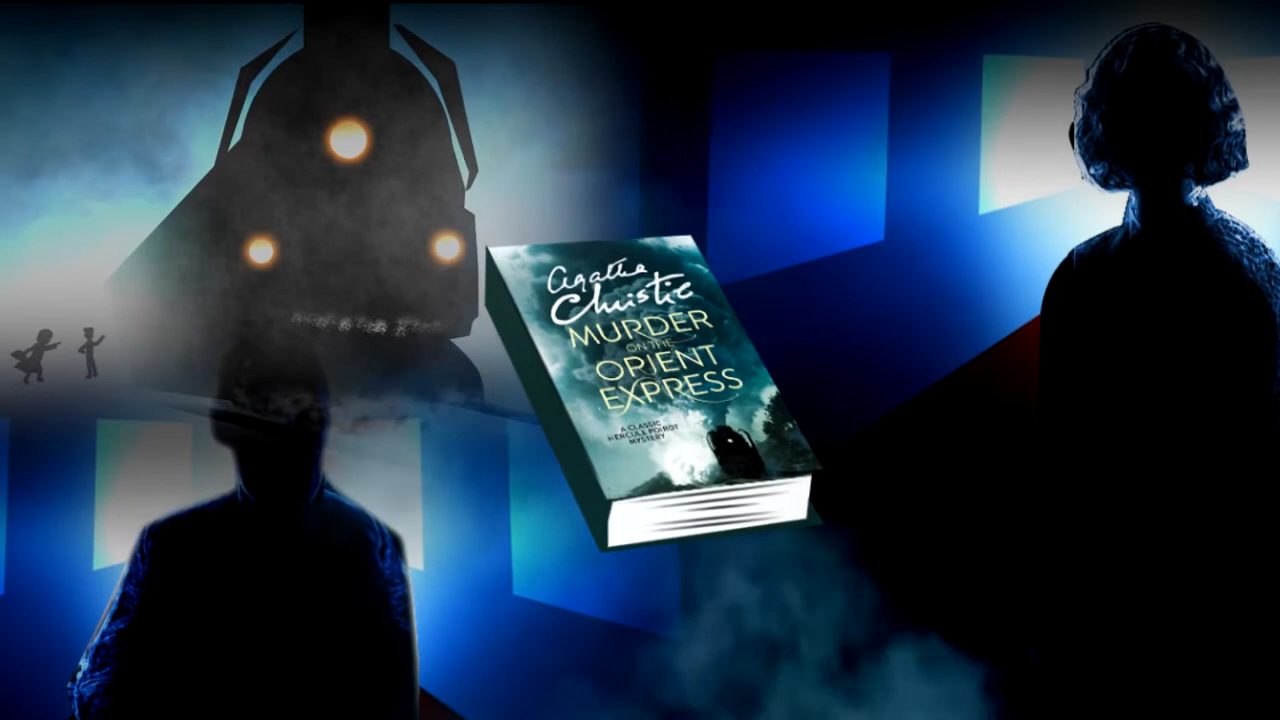 Agatha
Christie
MURDER
ON THE
ORIENT
EXPRESS
A CLASSIC
HERCULE POIROT
MYSTERY